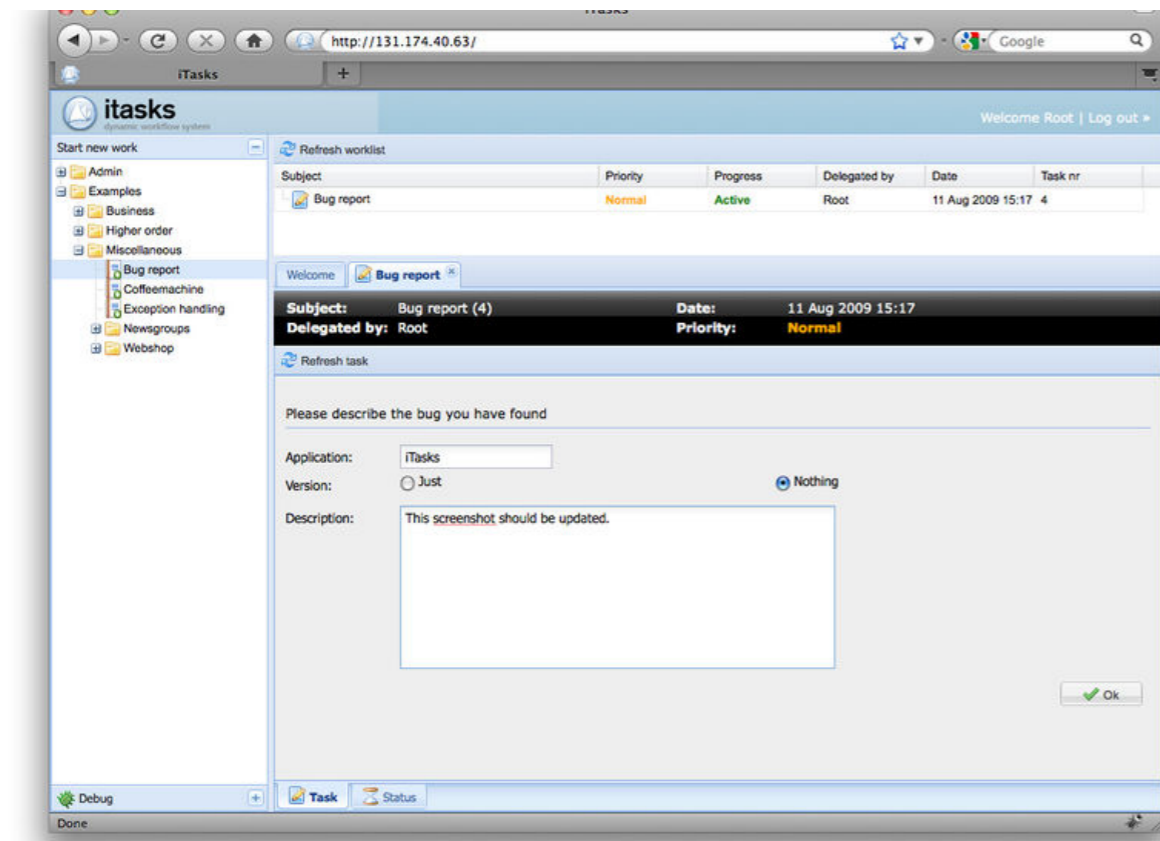 iTasks
http://131.174.40.63/
Google
iTasks
+
itasks
dynamic workflow system
Welcome Root | Log out »
Start new work
Admin
Examples
Business
Higher order
Miscellaneous
Bug report
Coffeemachine
Exception handling
Newsgroups
Webshop
Debug
Refresh worklist
Subject Priority Progress Delegated by Date Task nr
Bug report Normal Active Root 11 Aug 2009 15:17 4
Welcome Bug report
Subject: Bug report (4) Date: 11 Aug 2009 15:17
Delegated by: Root Priority: Normal
Refresh task
Please describe the bug you have found
Application: iTasks
Version: Just Nothing
Description: This screenshot should be updated.
Ok
Task Status
Done